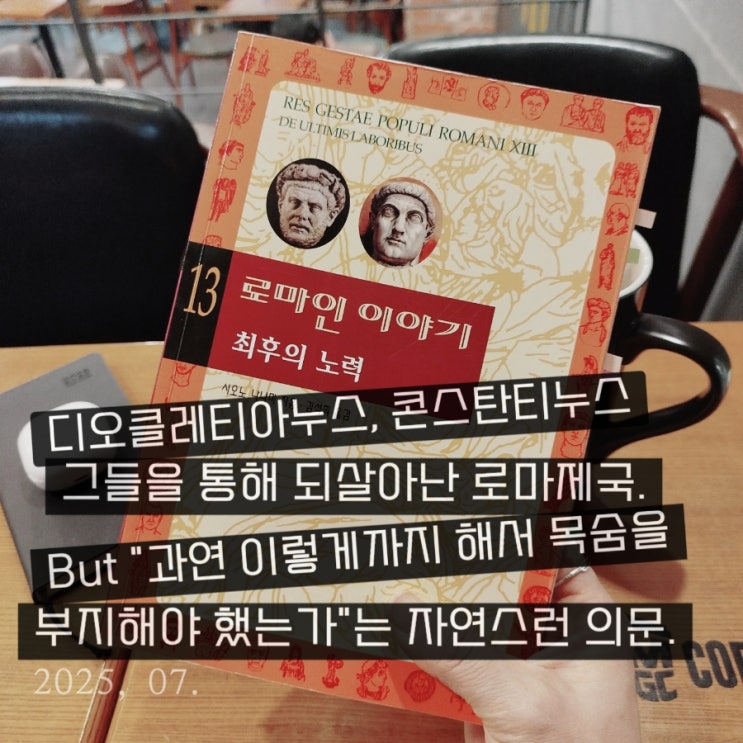 RES GESTAE POPULI ROMANI XIII
DE ULTIMIS LABORIBUS
13
로마인 이야기
최후의 노력
시오노
디오클레티아누스, 콘스탄티누스
그들을 통해 되살아난 로마제국.
But "과연 이렇게까지 해서 목숨을
부지해야 했는가"는 자연스런 의문.
2025, 07.